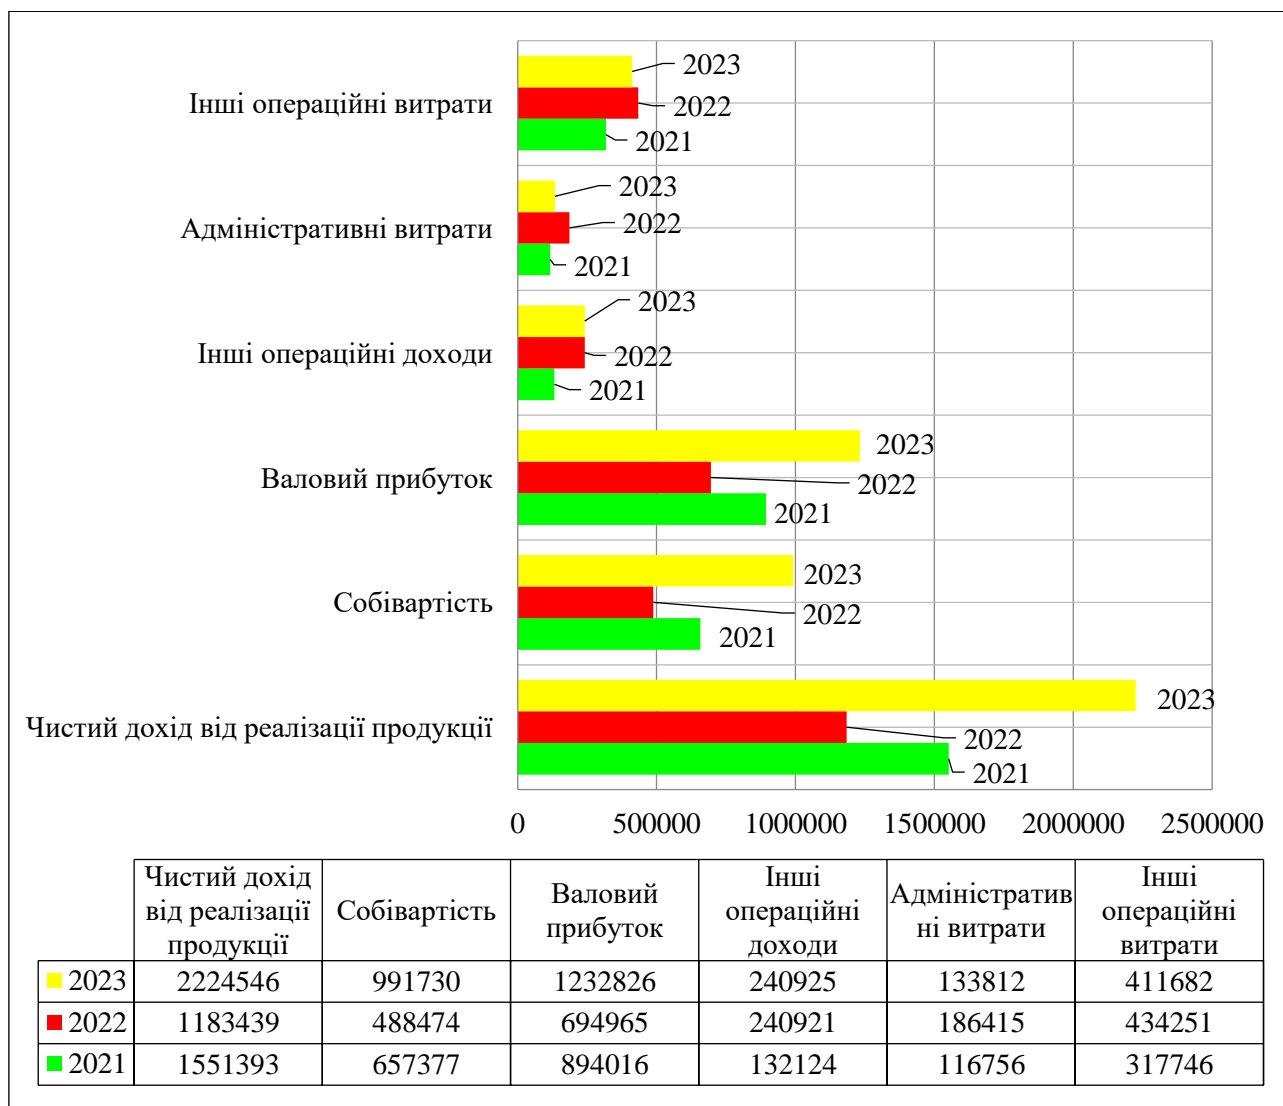 2023
Інші операційні витрати
2022
2021
2023
Адміністративні витрати
2022
2021
2023
Інші операційні доходи
2022
2021
2023
Валовий прибуток
2022
2021
2023
Собівартість
2022
2021
2023
Чистий дохід від реалізації продукції
2022
2021
0 500000 1000000 1500000 2000000 2500000
Чистий дохід
від реалізації
продукції
Собівартість
Валовий
прибуток
Інші
операційні
доходи
Адміністратив
ні витрати
Інші
операційні
витрати
2023 2224546 991730 1232826 240925 133812 411682
2022 1183439 488474 694965 240921 186415 434251
2021 1551393 657377 894016 132124 116756 317746